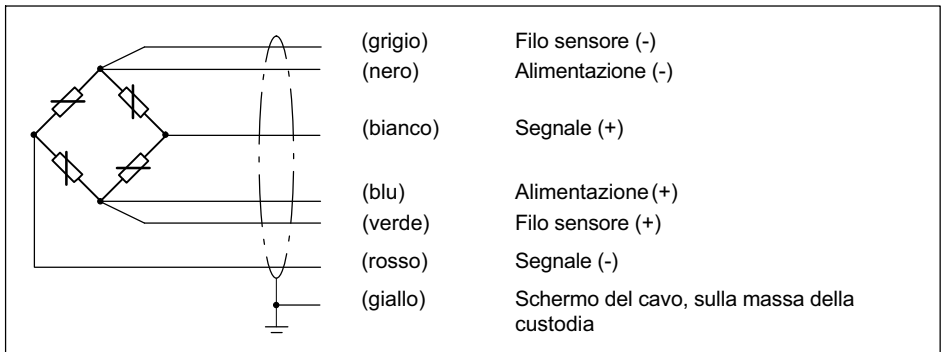 (grigio) Filo sensore (-)
(nero) Alimentazione (-)
(bianco) Segnale (+)
(blu) Alimentazione (+)
(verde) Filo sensore (+)
(rosso) Segnale (-)
(giallo) Schermo del cavo, sulla massa della
custodia